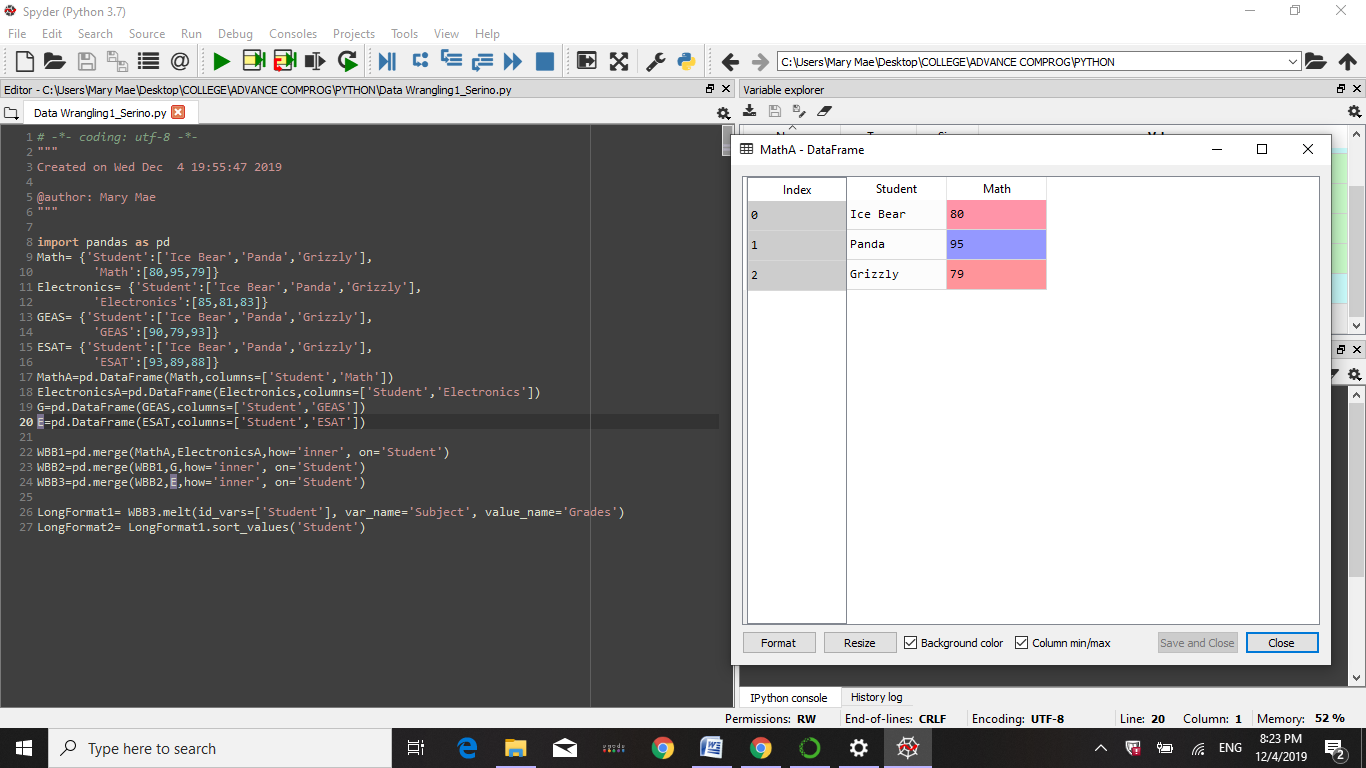 Spyder (Python 3.7)
File Edit Search Source Run Debug Consoles Projects Tools View Help
C:\Users\Mary Mae\Desktop\COLLEGE\ADVANCE COMPROG\PYTHON
Editor - C:\Users\Mary Mae\Desktop\COLLEGE\ADVANCE COMPROG\PYTHON\Data Wrangling1_Serino.py
Data Wrangling1_Serino.py
1 # -*- coding: utf-8 -*-
2 """
3 Created on Wed Dec  4 19:55:47 2019
4
5 @author: Mary Mae
6 """
7
8 import pandas as pd
9 Math= {'Student':['Ice Bear','Panda','Grizzly'],
10 'Math':[80,95,79]}
11 Electronics= {'Student':['Ice Bear','Panda','Grizzly'],
12 'Electronics':[85,81,83]}
13 GEAS= {'Student':['Ice Bear','Panda','Grizzly'],
14 'GEAS':[90,79,93]}
15 ESAT= {'Student':['Ice Bear','Panda','Grizzly'],
16 'ESAT':[93,89,88]}
17 MathA=pd.DataFrame(Math,columns=['Student','Math'])
18 ElectronicsA=pd.DataFrame(Electronics,columns=['Student','Electronics'])
19 G=pd.DataFrame(GEAS,columns=['Student','GEAS'])
20 E=pd.DataFrame(ESAT,columns=['Student','ESAT'])
21
22 WBB1=pd.merge(MathA,ElectronicsA,how='inner', on='Student')
23 WBB2=pd.merge(WBB1,G,how='inner', on='Student')
24 WBB3=pd.merge(WBB2,E,how='inner', on='Student')
25
26 LongFormat1= WBB3.melt(id_vars=['Student'], var_name='Subject', value_name='Grades')
27 LongFormat2= LongFormat1.sort_values('Student')
Variable explorer
MathA - DataFrame
Index Student Math
0 Ice Bear 80
1 Panda 95
2 Grizzly 79
Format Resize Background color Column min/max Save and Close Close
IPython console History log
Permissions: RW End-of-lines: CRLF Encoding: UTF-8 Line: 20 Column: 1 Memory: 52 %
Type here to search
ENG
8:23 PM
12/4/2019
2